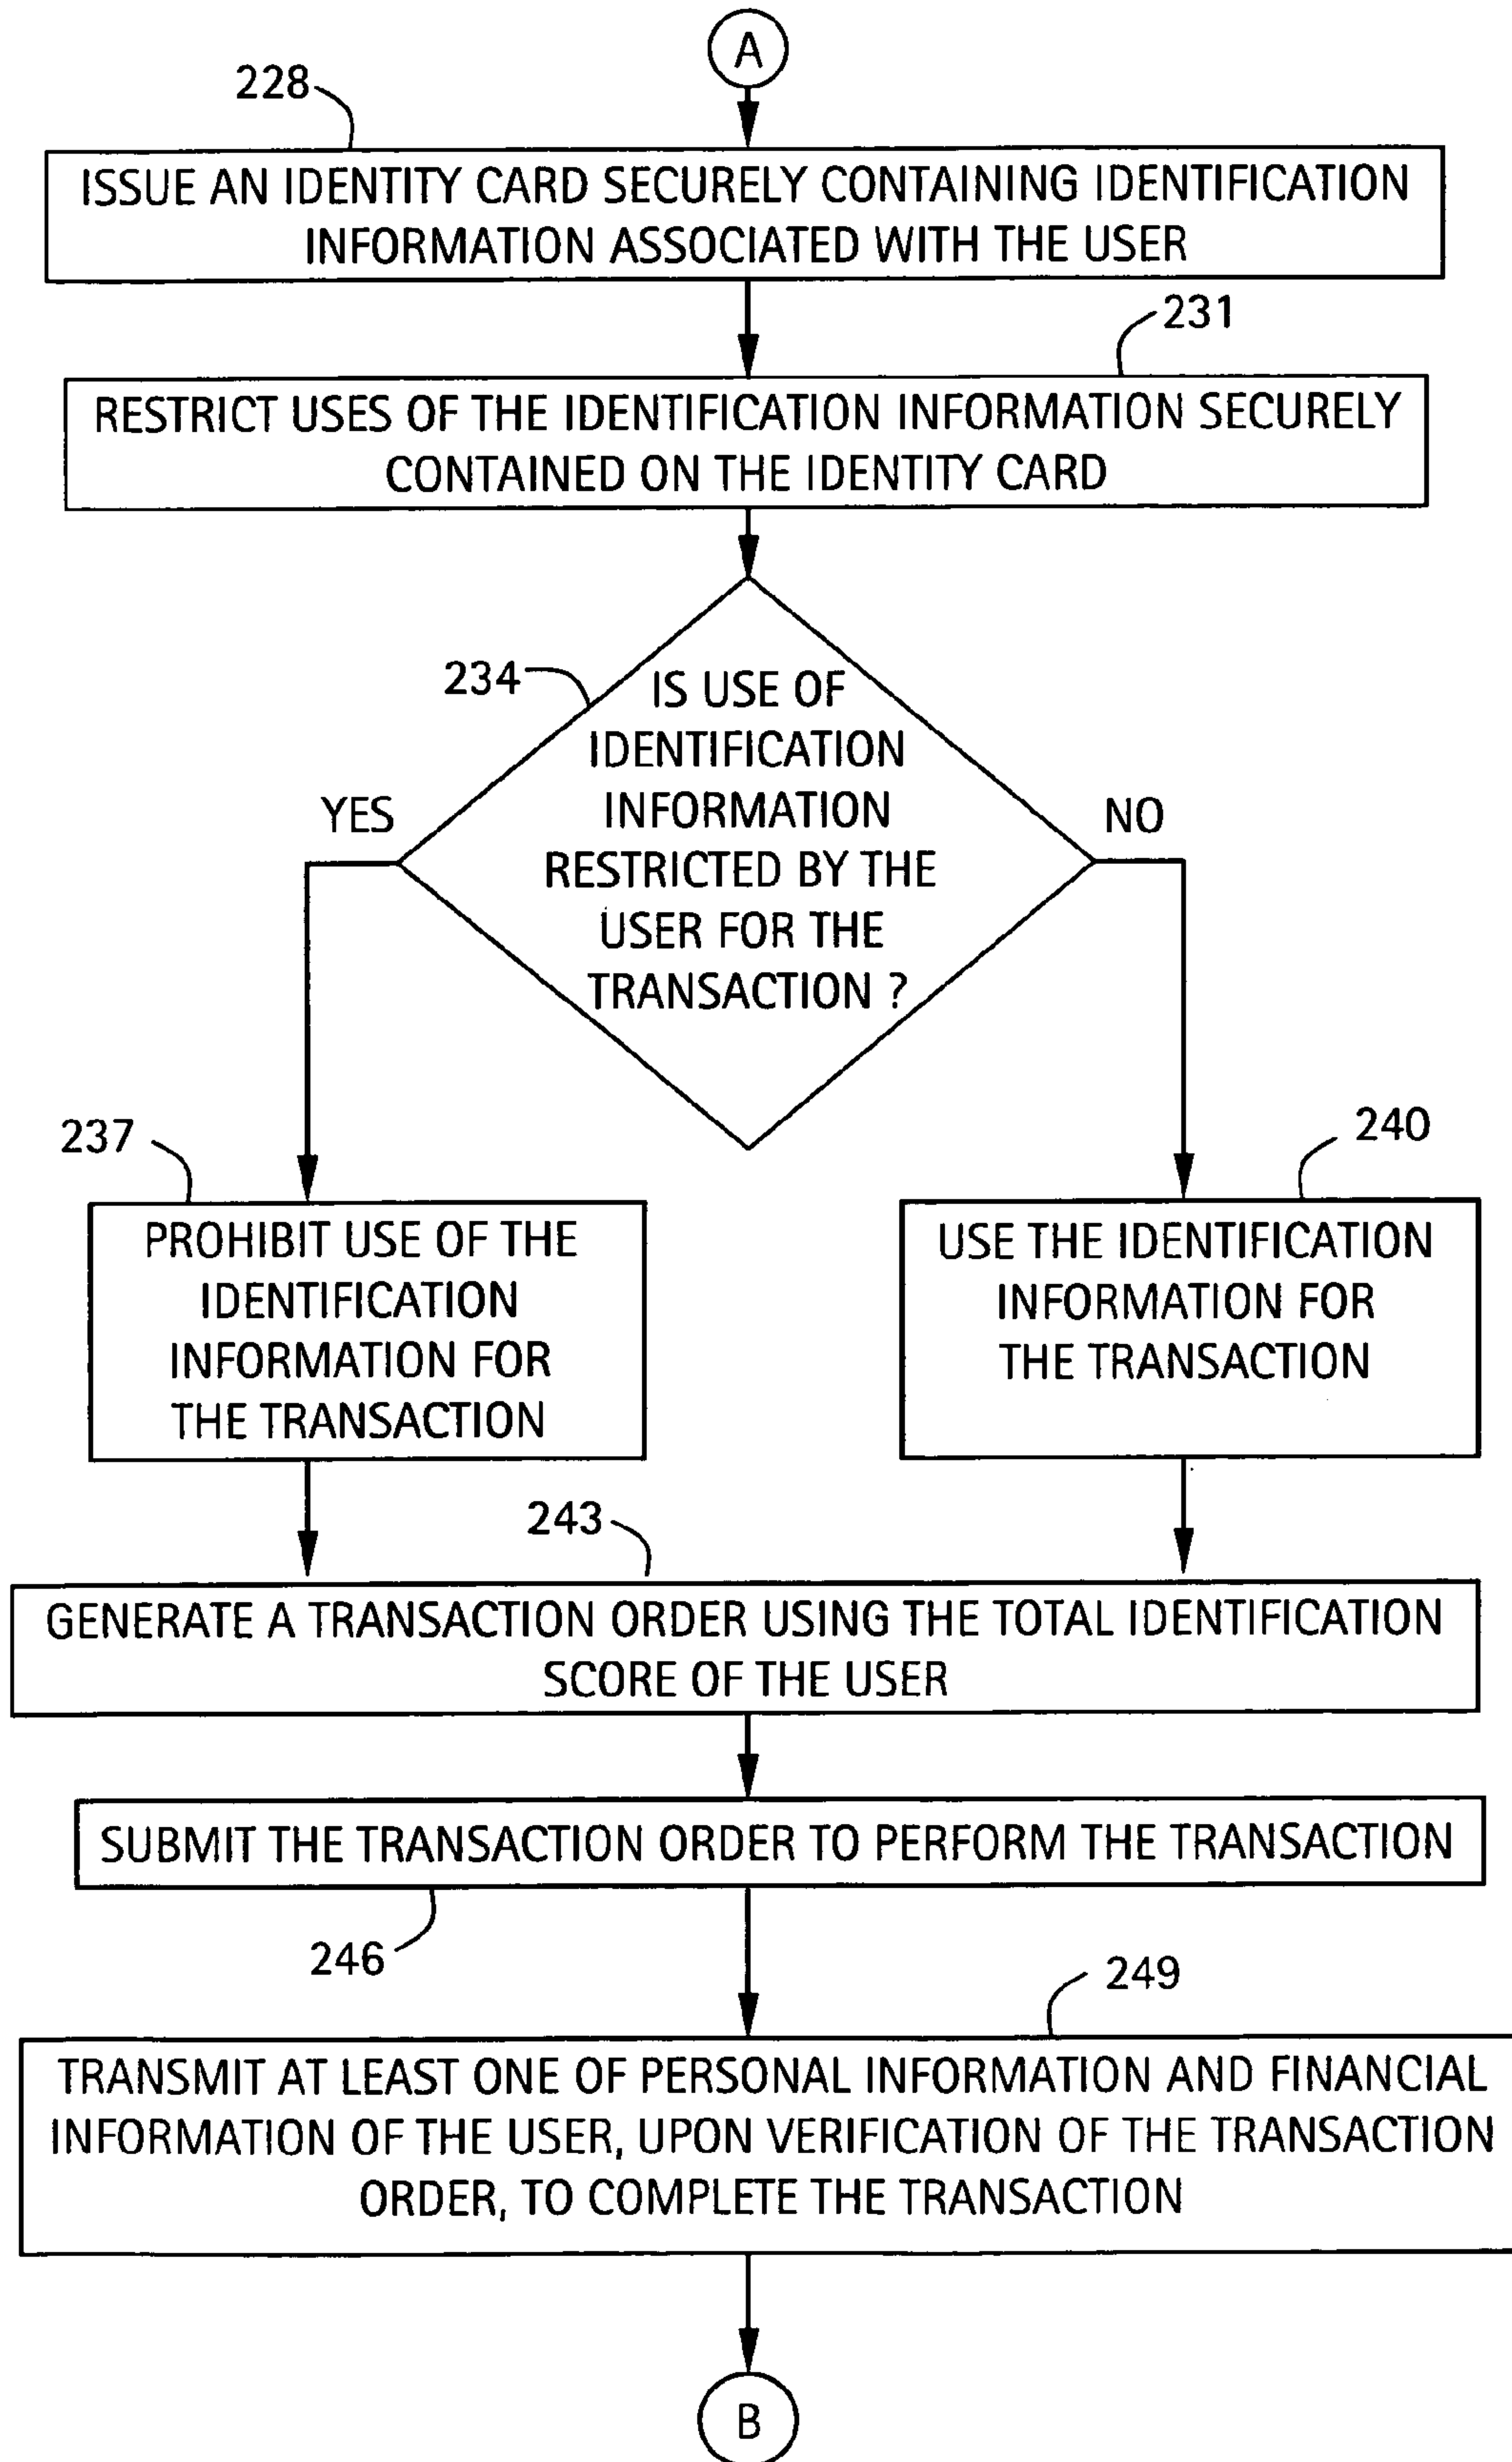 A
228
ISSUE AN IDENTITY CARD SECURELY CONTAINING IDENTIFICATION
INFORMATION ASSOCIATED WITH THE USER
231
RESTRICT USES OF THE IDENTIFICATION INFORMATION SECURELY
CONTAINED ON THE IDENTITY CARD
234
IS USE OF
IDENTIFICATION
INFORMATION
RESTRICTED BY THE
USER FOR THE
TRANSACTION ?
YES
NO
237
PROHIBIT USE OF THE
IDENTIFICATION
INFORMATION FOR
THE TRANSACTION
240
USE THE IDENTIFICATION
INFORMATION FOR
THE TRANSACTION
243
GENERATE A TRANSACTION ORDER USING THE TOTAL IDENTIFICATION
SCORE OF THE USER
SUBMIT THE TRANSACTION ORDER TO PERFORM THE TRANSACTION
246
249
TRANSMIT AT LEAST ONE OF PERSONAL INFORMATION AND FINANCIAL
INFORMATION OF THE USER, UPON VERIFICATION OF THE TRANSACTION
ORDER, TO COMPLETE THE TRANSACTION
B